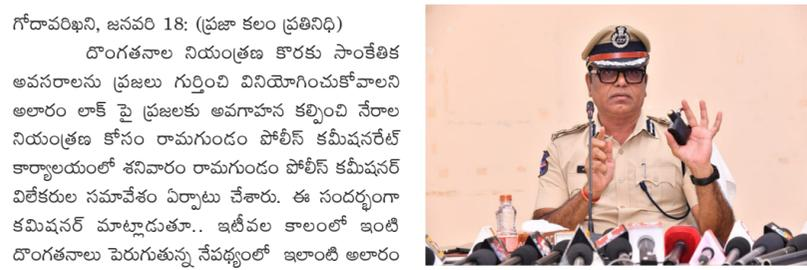 గోదావరిఖని, జనవరి 18: (ప్రజా కలం ప్రతినిధి)
దొంగతనాల నియంత్రణ కొరకు సాంకేతిక
అవసరాలను ప్రజలు గుర్తించి వినియోగించుకోవాలని
అలారం లాక్ పై ప్రజలకు అవగాహన కల్పించి నేరాల
నియంత్రణ కోసం రామగుండం పోలీస్ కమీషనరేట్
కార్యాలయంలో శనివారం రామగుండం పోలీస్ కమీషనర్
విలేకరుల సమావేశం ఏర్పాటు చేశారు. ఈ సందర్భంగా
కమిషనర్ మాట్లాడుతూ.. ఇటీవల కాలంలో ఇంటి
దొంగతనాలు పెరుగుతున్న నేపథ్యంలో ఇలాంటి అలారం